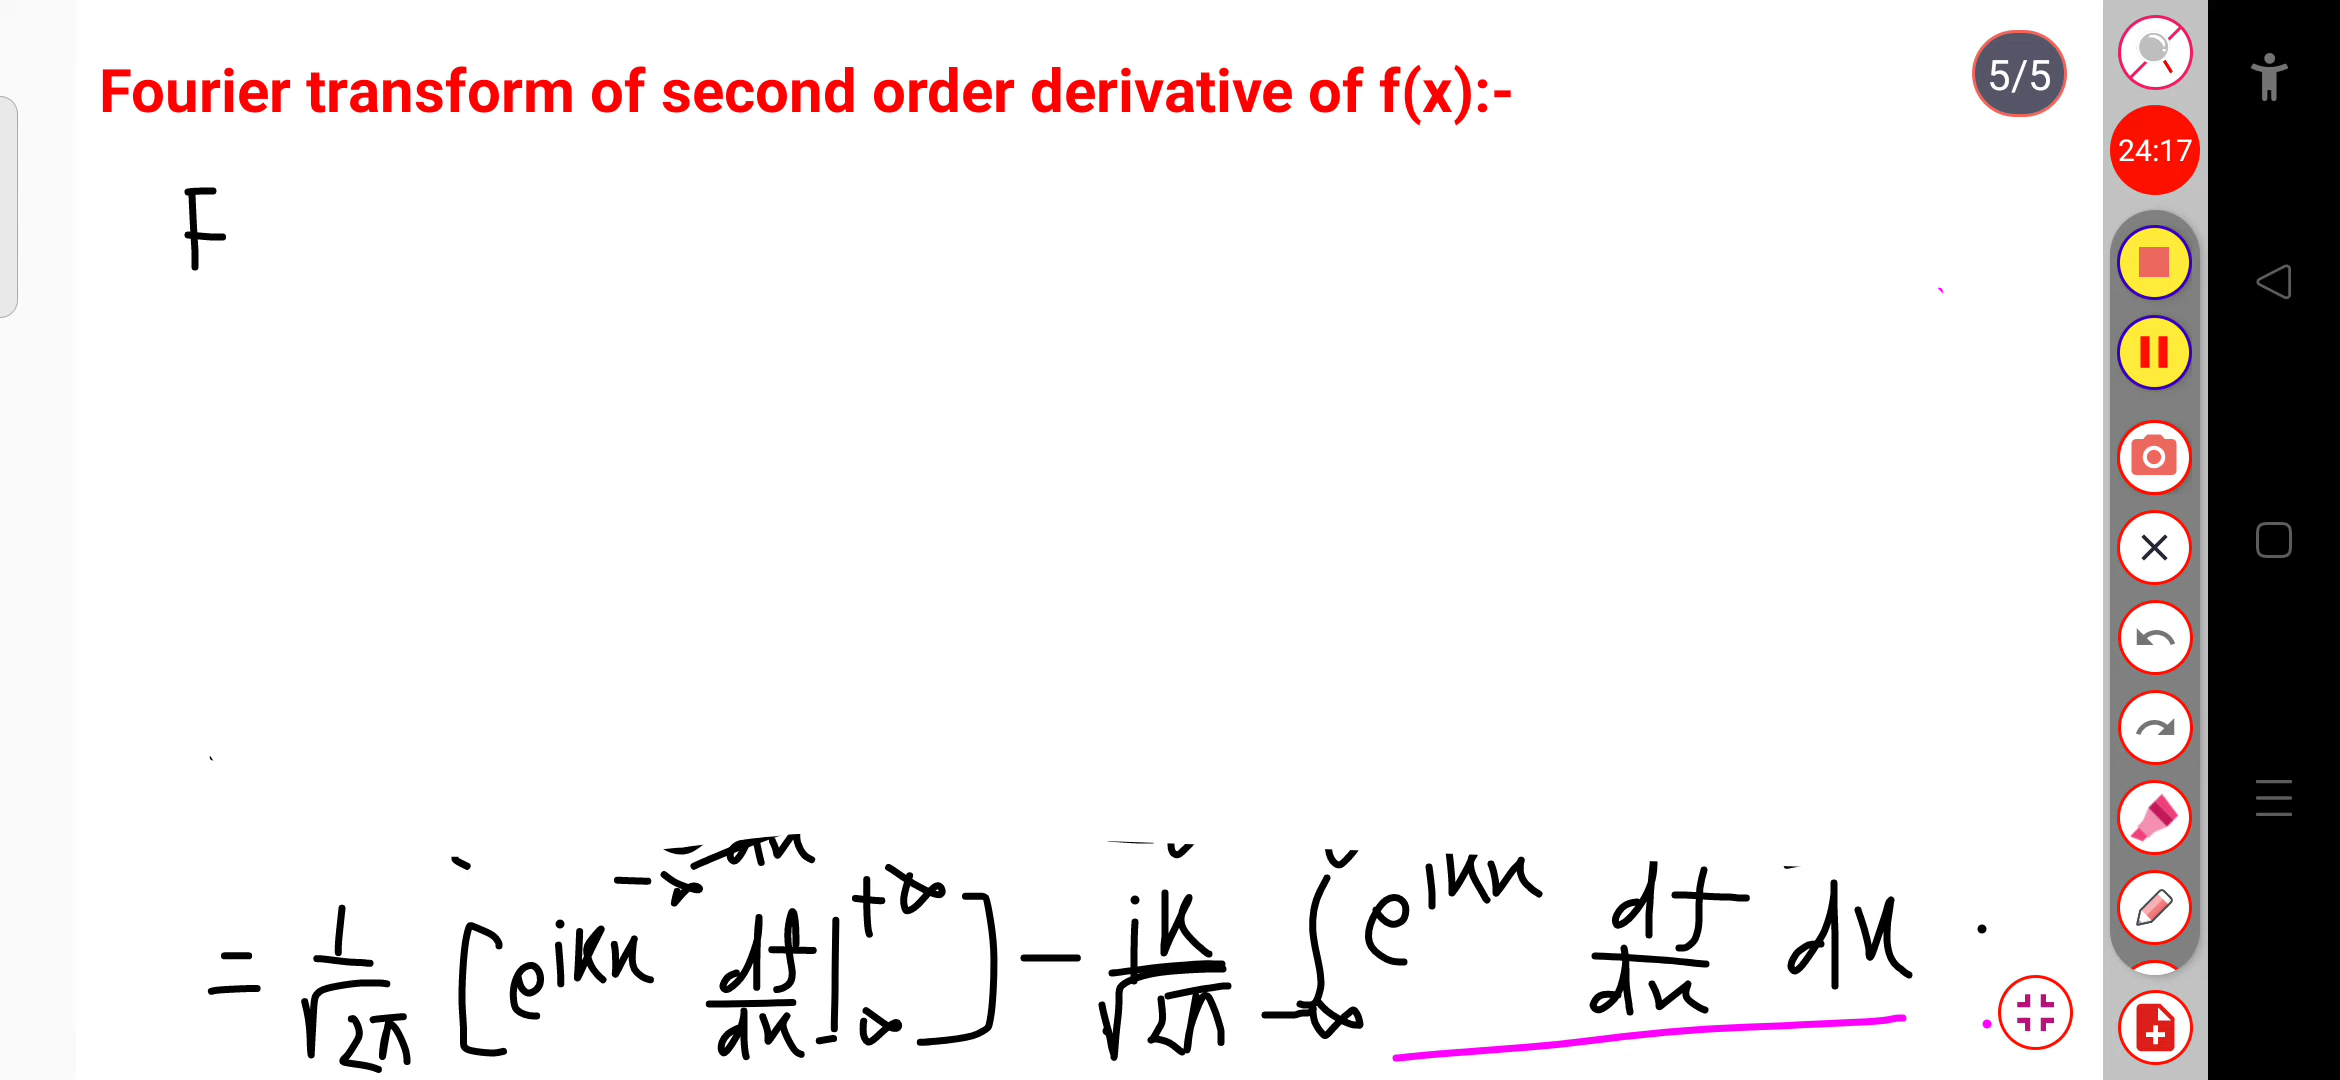 Fourier transform of second order derivative of f(x):-
5/5
24:17
F
= 1/√2π [e^ikx df/dx |_-∞^+∞] - ik/√2π ∫_-∞ e^ikx df/dx dx